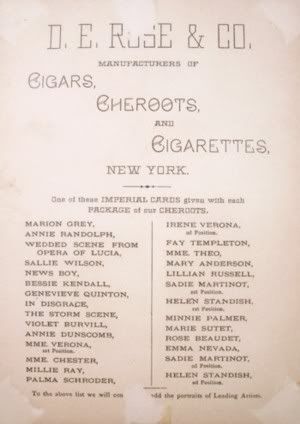 D. E. ROSE & CO.
MANUFACTURERS OF
CIGARS,
CHEROOTS,
AND
CIGARETTES,
NEW YORK.
One of these IMPERIAL CARDS given with each
PACKAGE of our CHEROOTS.
MARION GREY,
ANNIE RANDOLPH,
WEDDED SCENE FROM
OPERA OF LUCIA,
SALLIE WILSON,
NEWS BOY,
BESSIE KENDALL,
GENEVIEVE QUINTON,
IN DISGRACE,
THE STORM SCENE,
VIOLET BURVILL,
ANNIE DUNSCOMB,
MME. VERONA,
1st Position.
MME. CHESTER,
MILLIE RAY,
PALMA SCHRODER,
IRENE VERONA,
2d Position.
FAY TEMPLETON,
MME. THEO,
MARY ANDERSON,
LILLIAN RUSSELL,
SADIE MARTINOT,
1st Position.
HELEN STANDISH,
1st Position.
MINNIE PALMER,
MARIE SUTET,
ROSE BEAUDET,
EMMA NEVADA,
SADIE MARTINOT,
2d Position.
HELEN STANDISH,
2d Position.
To the above list we will con dd the portraits of Leading Artists.